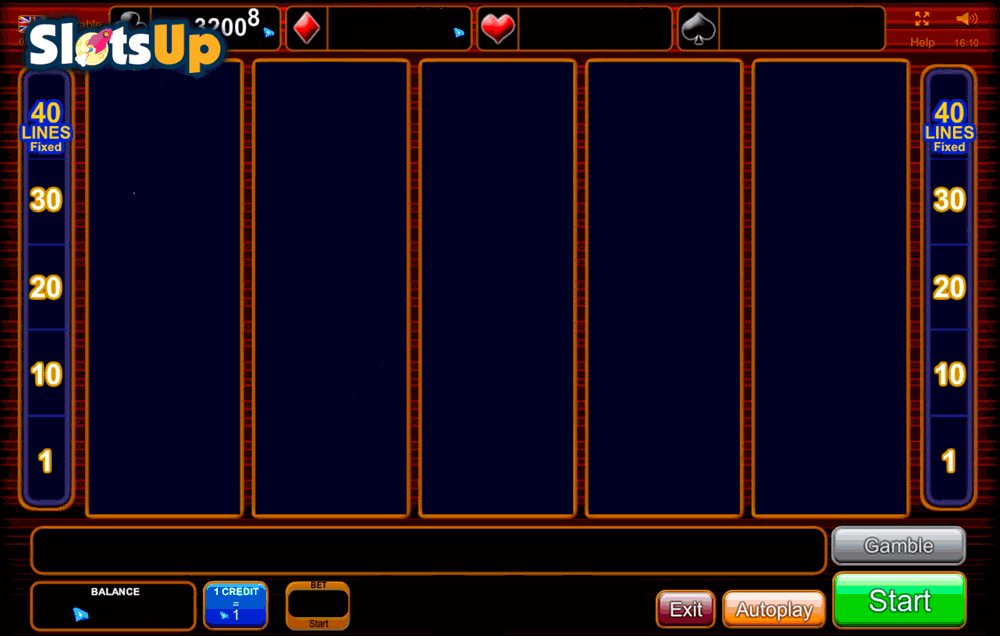 SlotsUp
32008
Help
16:10
40
LINES
Fixed
30
20
10
1
40
LINES
Fixed
30
20
10
1
Gamble
BALANCE
1 CREDIT
=
1
BET
Start
Exit
Autoplay
Start